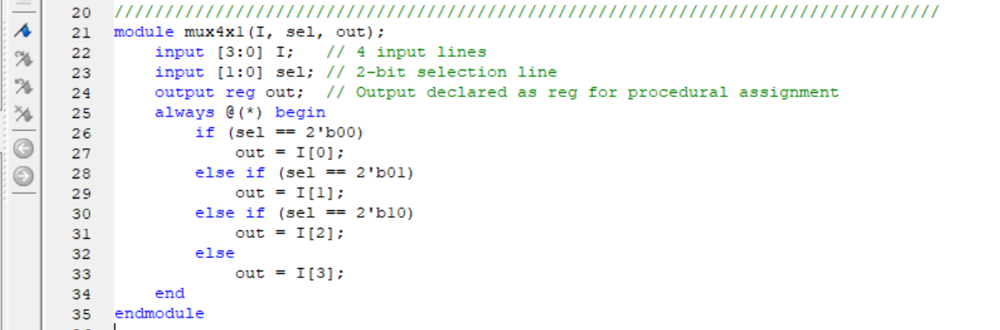 20 //////////////////////////////////////////////////////////////////////////////////
21 module mux4x1(I, sel, out);
22     input [3:0] I;   // 4 input lines
23     input [1:0] sel; // 2-bit selection line
24     output reg out;  // Output declared as reg for procedural assignment
25     always @(*) begin
26         if (sel == 2'b00)
27             out = I[0];
28         else if (sel == 2'b01)
29             out = I[1];
30         else if (sel == 2'b10)
31             out = I[2];
32         else
33             out = I[3];
34     end
35 endmodule